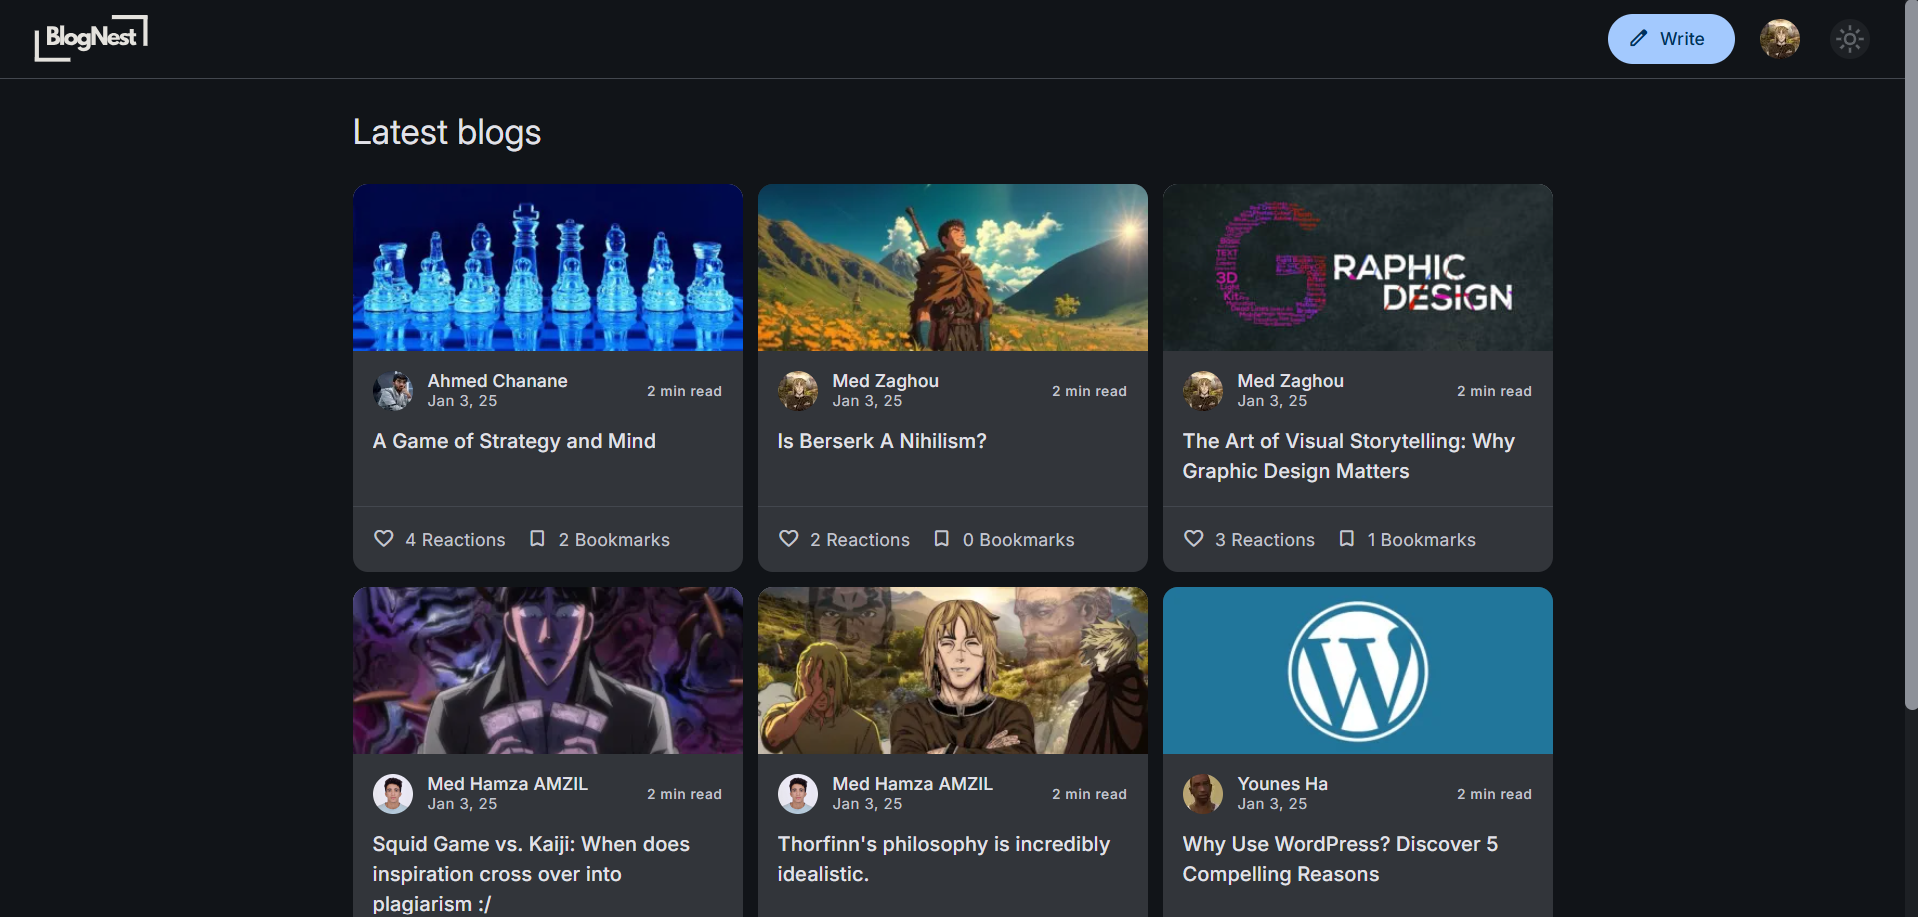 BlogNest
Write
Latest blogs
RAPHIC
DESIGN
TEXT
3D
Light
Kit
Ahmed Chanane
Jan 3, 25
2 min read
A Game of Strategy and Mind
4 Reactions
2 Bookmarks
Med Zaghou
Jan 3, 25
2 min read
Is Berserk A Nihilism?
2 Reactions
0 Bookmarks
Med Zaghou
Jan 3, 25
2 min read
The Art of Visual Storytelling: Why
Graphic Design Matters
3 Reactions
1 Bookmarks
W
Med Hamza AMZIL
Jan 3, 25
2 min read
Squid Game vs. Kaiji: When does
inspiration cross over into
plagiarism :/
Med Hamza AMZIL
Jan 3, 25
2 min read
Thorfinn's philosophy is incredibly
idealistic.
Younes Ha
Jan 3, 25
2 min read
Why Use WordPress? Discover 5
Compelling Reasons